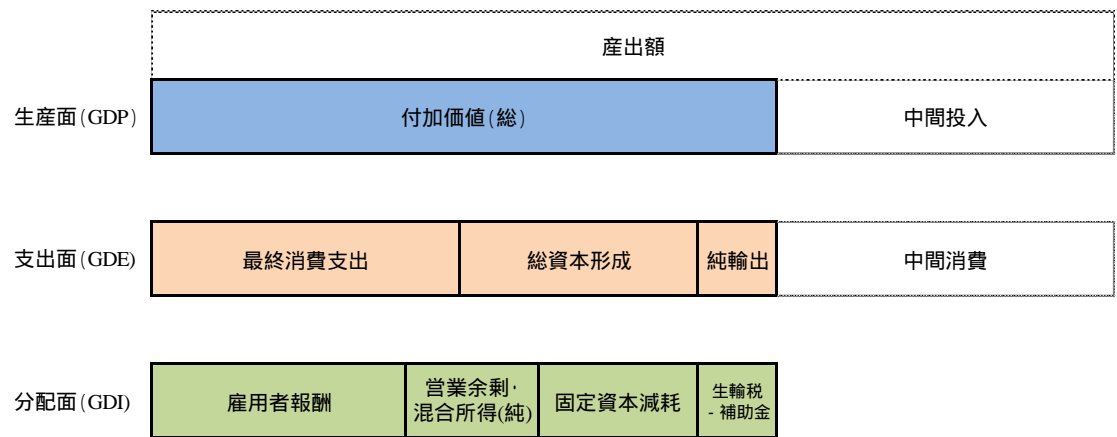 産出額
生産面(GDP)
付加価値(総)
中間投入
支出面(GDE)
最終消費支出
総資本形成
純輸出
中間消費
分配面(GDI)
雇用者報酬
営業余剰・
混合所得(純)
固定資本減耗
生輸税
- 補助金